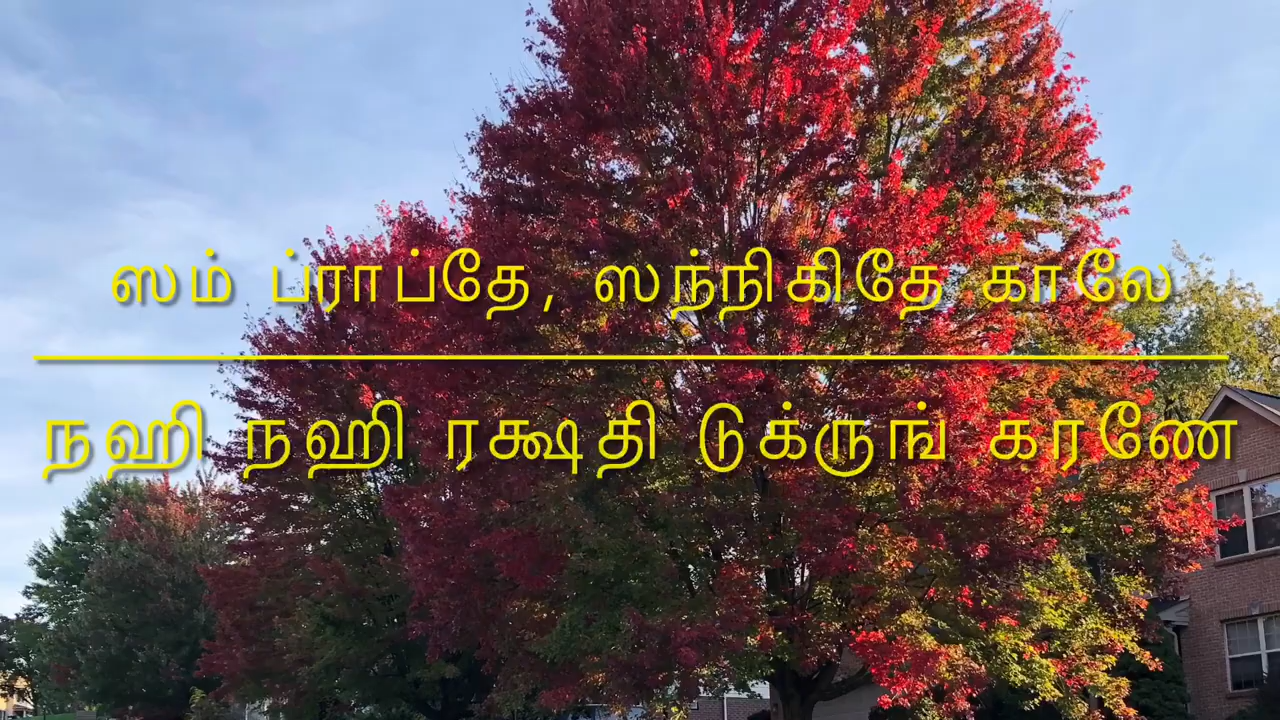 ஸம் ப்ராப்தே, ஸந்நிகிதே காலே
நஹி நஹி ரக்ஷதி டுக்ருங் கரணே